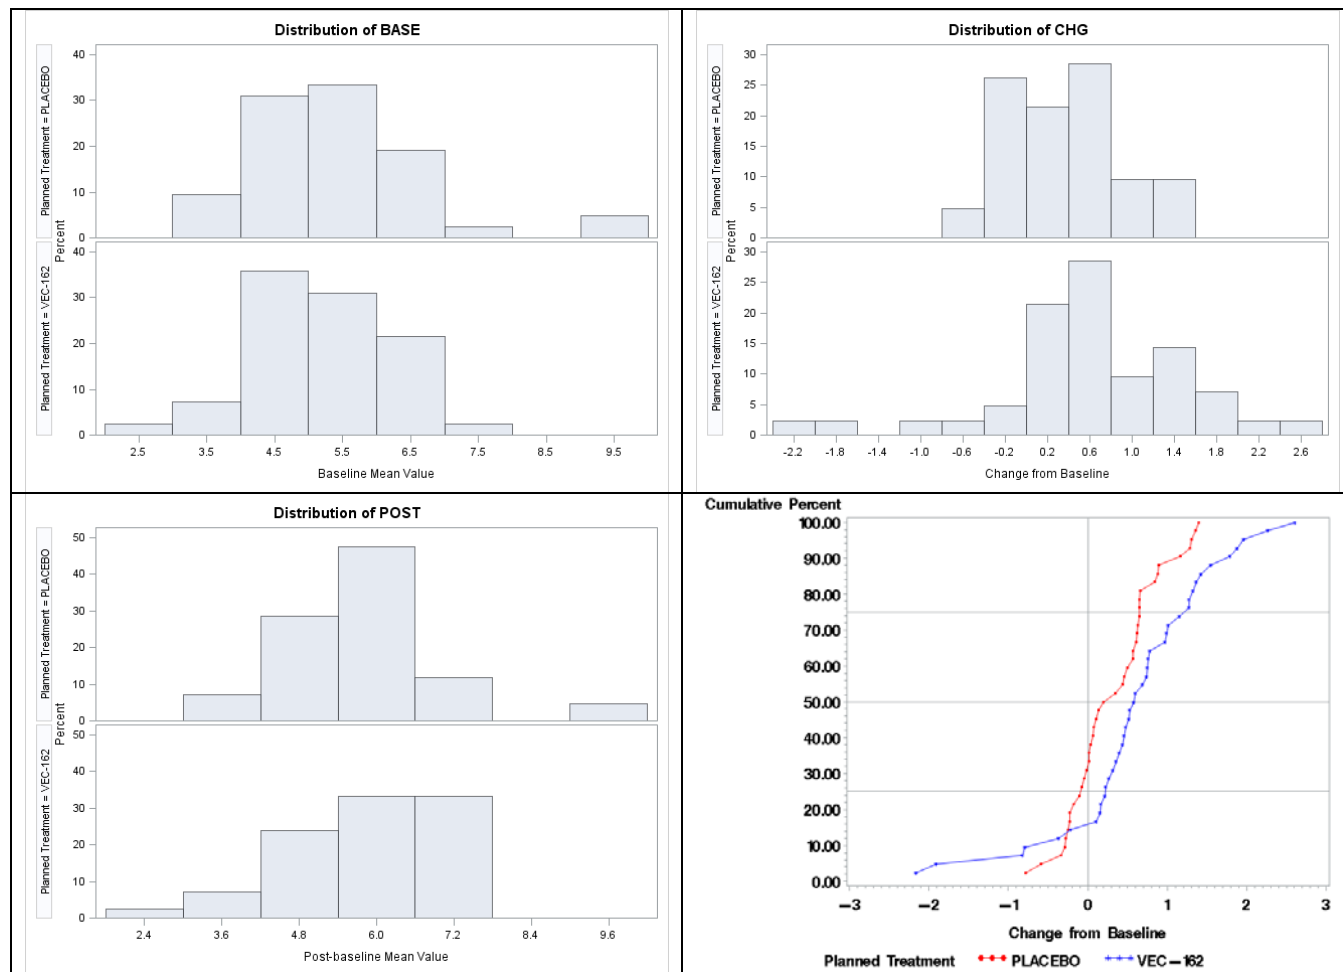 Distribution of BASE
Planned Treatment = PLACEBO
40
30
20
10
0
Percent
Planned Treatment = VEC-162
40
30
20
10
0
2.5 3.5 4.5 5.5 6.5 7.5 8.5 9.5
Baseline Mean Value
Distribution of CHG
Planned Treatment = PLACEBO
30
25
20
15
10
5
0
Percent
Planned Treatment = VEC-162
30
25
20
15
10
5
0
-2.2 -1.8 -1.4 -1.0 -0.6 -0.2 0.2 0.6 1.0 1.4 1.8 2.2 2.6
Change from Baseline
Distribution of POST
Planned Treatment = PLACEBO
50
40
30
20
10
0
Percent
Planned Treatment = VEC-162
50
40
30
20
10
0
2.4 3.6 4.8 6.0 7.2 8.4 9.6
Post-baseline Mean Value
Cumulative Percent
100.00
90.00
80.00
70.00
60.00
50.00
40.00
30.00
20.00
10.00
0.00
−3 −2 −1 0 1 2 3
Change from Baseline
Planned Treatment PLACEBO VEC−162